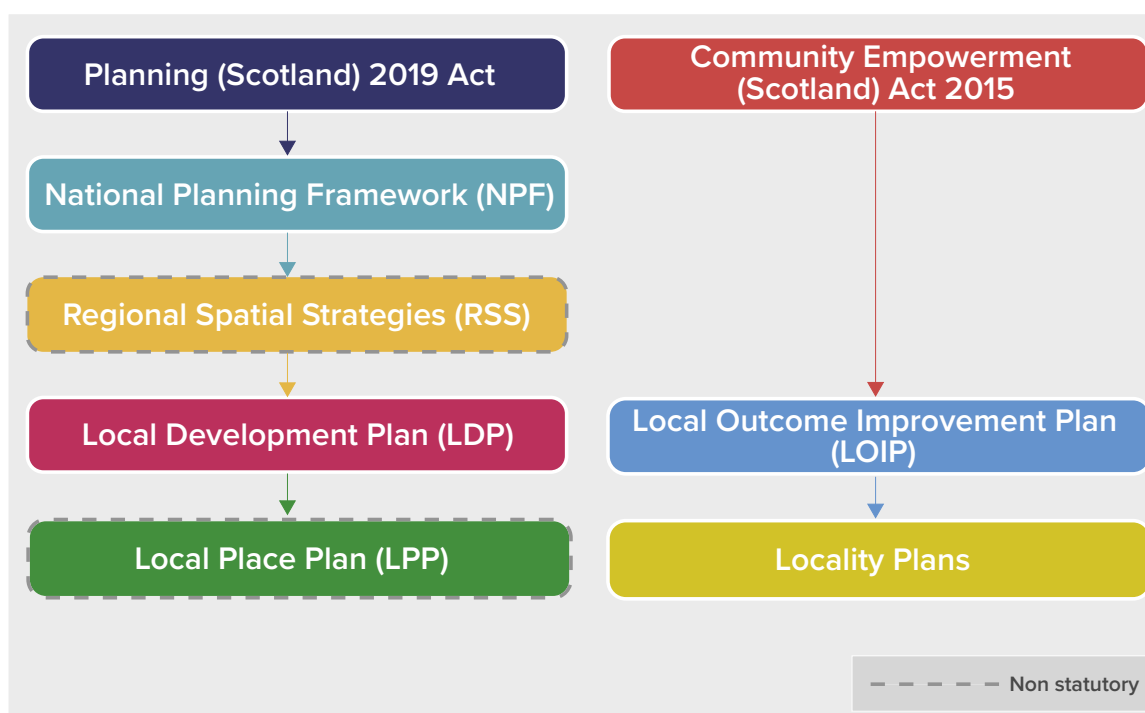 Planning (Scotland) 2019 Act
National Planning Framework (NPF)
Regional Spatial Strategies (RSS)
Local Development Plan (LDP)
Local Place Plan (LPP)
Community Empowerment
(Scotland) Act 2015
Local Outcome Improvement Plan
(LOIP)
Locality Plans
Non statutory